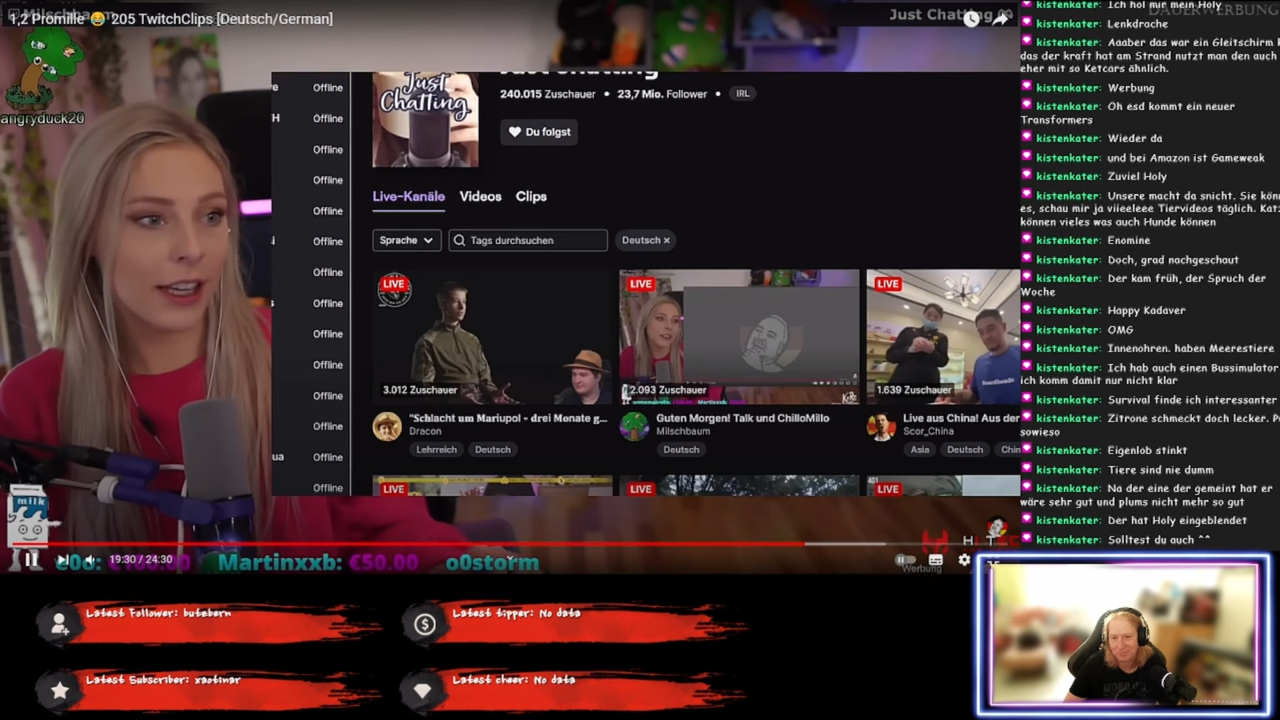 1,2 Promille 😂 205 TwitchClips [Deutsch/German]
Just Chatting
DAUERWERBUNG
angryduck20
Offline
Offline
Offline
Offline
Offline
Offline
Offline
Offline
Offline
Offline
Offline
Offline
Offline
Offline
Just Chatting
Just
Chatting
240.015 Zuschauer • 23,7 Mio. Follower • IRL
Du folgst
Live-Kanäle Videos Clips
Sprache Tags durchsuchen Deutsch ×
LIVE
3.012 Zuschauer
"Schlacht um Mariupol - drei Monate g...
Dracon
Lehrreich Deutsch
LIVE
2.093 Zuschauer
Guten Morgen! Talk und ChilloMillo
Milschbaum
Deutsch
LIVE
1.639 Zuschauer
Live aus China! Aus der
Scor_China
Asia Deutsch Chin
LIVE
LIVE
LIVE
milk
19:30 / 24:30
Martinxxb: €50.00 o0storm
Werbung
kistenkater: Ich hol mir mein Holy
kistenkater: Lenkdrache
kistenkater: Aaaber das war ein Gleitschirm
das der kraft hat am Strand nutzt man den auch
eher mit so Ketcars ähnlich.
kistenkater: Werbung
kistenkater: Oh esd kommt ein neuer
Transformers
kistenkater: Wieder da
kistenkater: und bei Amazon ist Gameweak
kistenkater: Zuviel Holy
kistenkater: Unsere macht da snicht. Sie kön
es, schau mir ja viieleee Tiervideos täglich. Kat
können vieles was auch Hunde können
kistenkater: Enomine
kistenkater: Doch, grad nachgeschaut
kistenkater: Der kam früh, der Spruch der
Woche
kistenkater: Happy Kadaver
kistenkater: OMG
kistenkater: Innenohren. haben Meerestiere
kistenkater: Ich hab auch einen Bussimulator
ich komm damit nur nicht klar
kistenkater: Survival finde ich interessanter
kistenkater: Zitrone schmeckt doch lecker. P
sowieso
kistenkater: Eigenlob stinkt
kistenkater: Tiere sind nie dumm
kistenkater: Na der eine der gemeint hat er
wäre sehr gut und plums nicht mehr so gut
kistenkater: Der hat Holy eingeblendet
kistenkater: Solltest du auch ^^
Latest Follower: butebern
Latest tipper: No data
Latest Subscriber: xaotinar
Latest cheer: No data